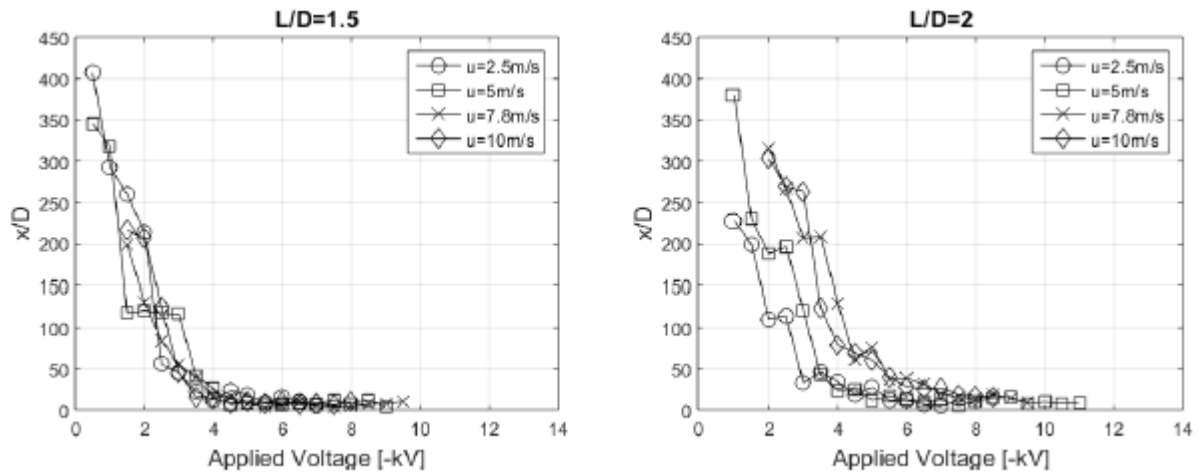 L/D=1.5
450
400
350
300
250
200
150
100
50
0
x/D
u=2.5m/s
u=5m/s
u=7.8m/s
u=10m/s
0 2 4 6 8 10 12 14
Applied Voltage [-kV]
L/D=2
450
400
350
300
250
200
150
100
50
0
x/D
u=2.5m/s
u=5m/s
u=7.8m/s
u=10m/s
0 2 4 6 8 10 12 14
Applied Voltage [-kV]